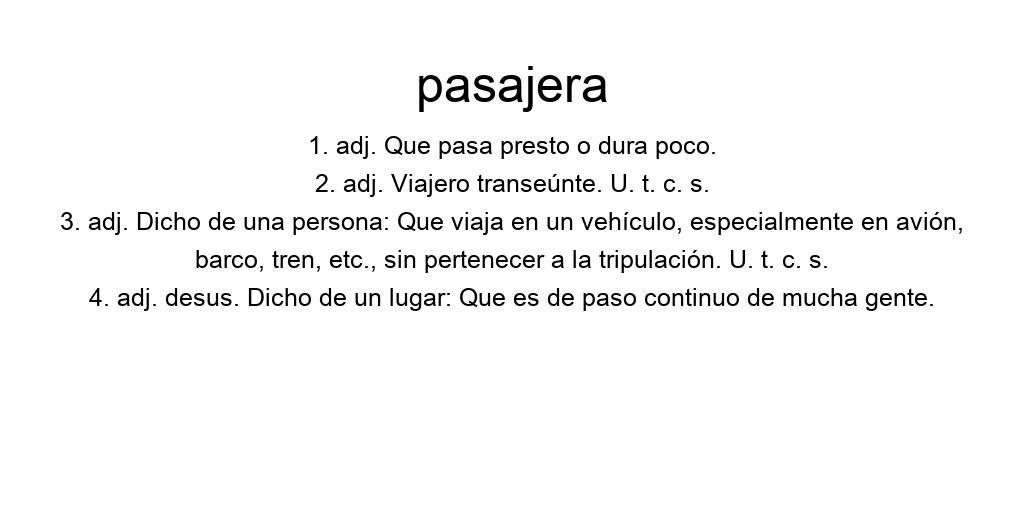 pasajera
1. adj. Que pasa presto o dura poco.
2. adj. Viajero transeúnte. U. t. c. s.
3. adj. Dicho de una persona: Que viaja en un vehículo, especialmente en avión,
barco, tren, etc., sin pertenecer a la tripulación. U. t. c. s.
4. adj. desus. Dicho de un lugar: Que es de paso continuo de mucha gente.